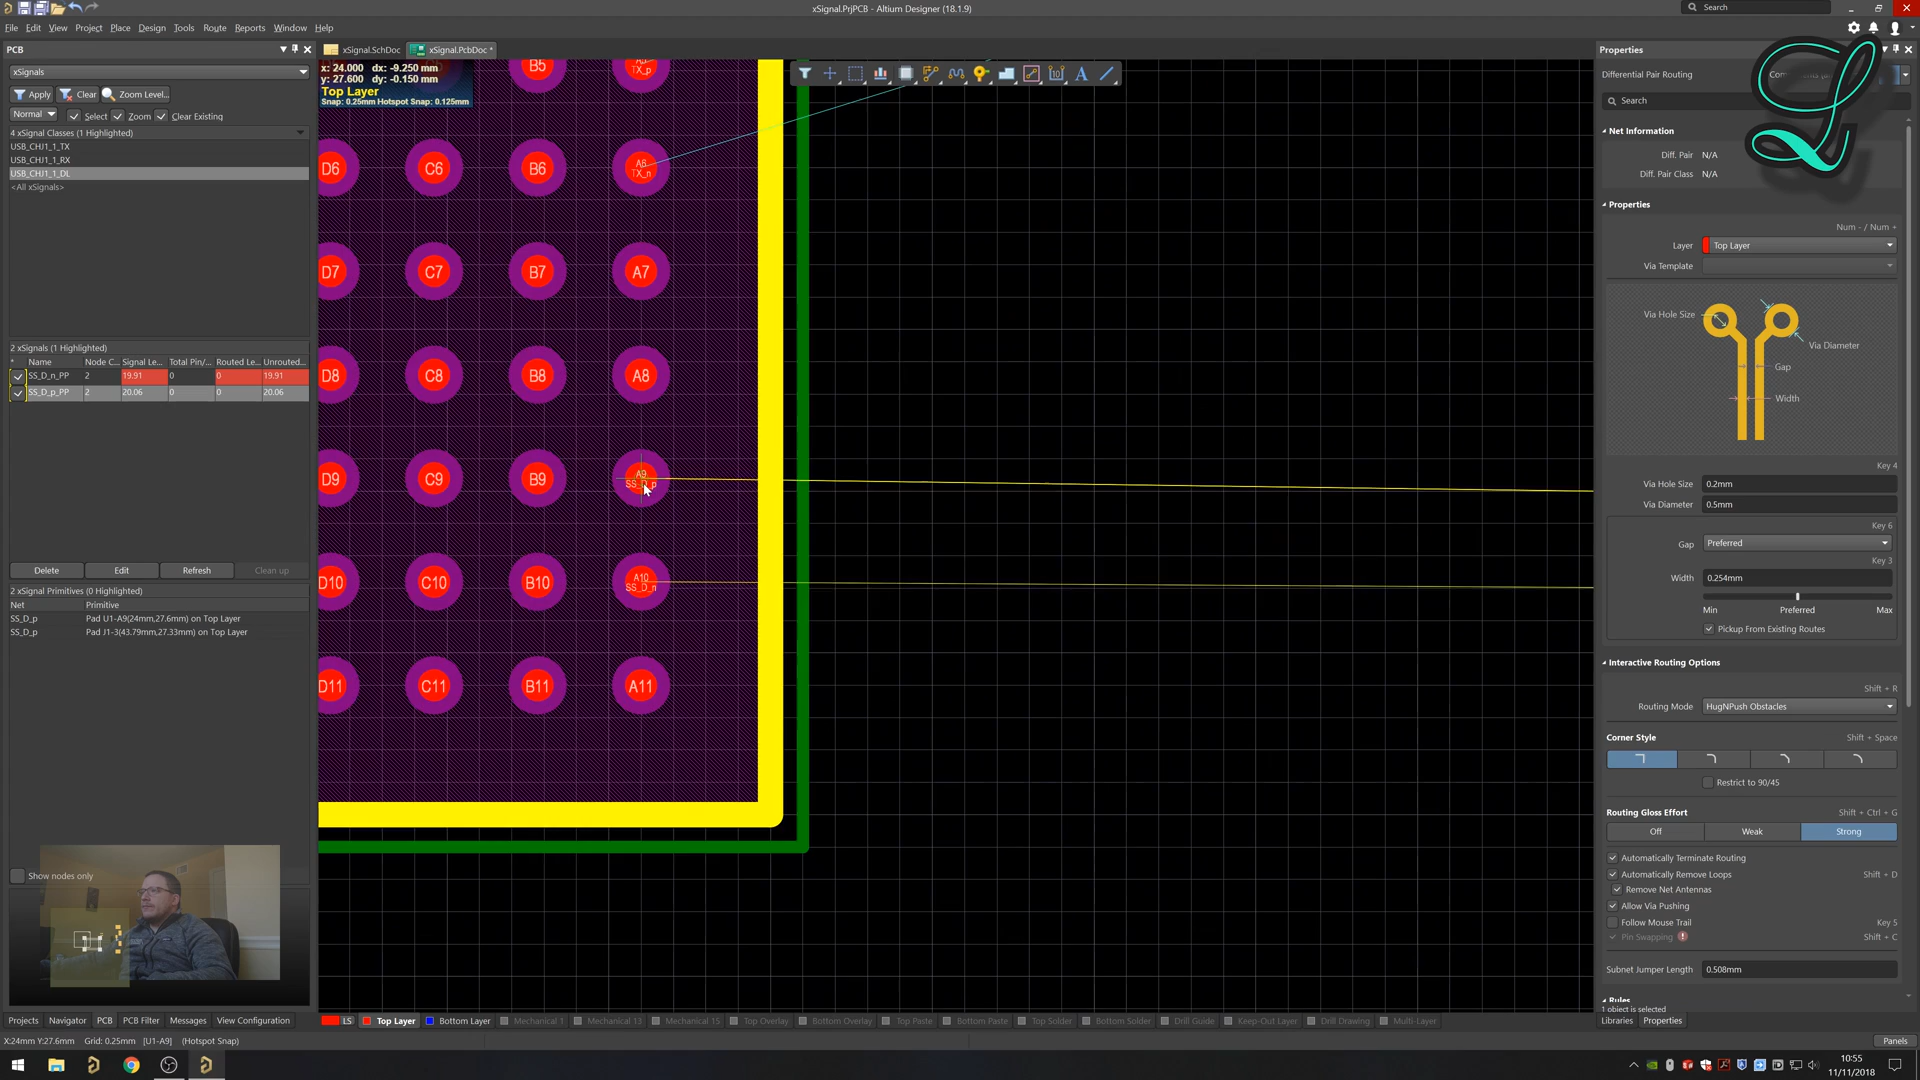 xSignal.PrjPCB - Altium Designer (18.1.9)
Search
File Edit View Project Place Design Tools Route Reports Window Help
PCB
xSignal.SchDoc
xSignal.PcbDoc *
Properties
xSignals
Apply Clear Zoom Level...
Normal Select Zoom Clear Existing
4 xSignal Classes (1 Highlighted)
USB_CHJ1_1_TX
USB_CHJ1_1_RX
USB_CHJ1_1_DL
<All xSignals>
2 xSignals (1 Highlighted)
* Name Node C... Signal Le... Total Pin/... Routed Le... Unrouted...
SS_D_n_PP 2 19.91 0 0 19.91
SS_D_p_PP 2 20.06 0 0 20.06
Delete Edit Refresh Clean up
2 xSignal Primitives (0 Highlighted)
Net Primitive
SS_D_p Pad U1-A9(24mm,27.6mm) on Top Layer
SS_D_p Pad J1-3(43.79mm,27.33mm) on Top Layer
Show nodes only
Projects Navigator PCB PCB Filter Messages View Configuration
x: 24.000 dx: -9.250 mm
y: 27.600 dy: -0.150 mm
Top Layer
Snap: 0.25mm Hotspot Snap: 0.125mm
B5
TX_p
D6 C6 B6 A6
TX_n
D7 C7 B7 A7
D8 C8 B8 A8
D9 C9 B9 A9
SS_D_p
D10 C10 B10 A10
SS_D_n
D11 C11 B11 A11
LS Top Layer Bottom Layer Mechanical 1 Mechanical 13 Mechanical 15 Top Overlay Bottom Overlay Top Paste Bottom Paste Top Solder Bottom Solder Drill Guide Keep-Out Layer Drill Drawing Multi-Layer
Differential Pair Routing
Search
Net Information
Diff. Pair N/A
Diff. Pair Class N/A
Properties
Num - / Num +
Layer Top Layer
Via Template
Via Hole Size
Via Diameter
Gap
Width
Key 4
Via Hole Size 0.2mm
Via Diameter 0.5mm
Key 6
Gap Preferred
Key 3
Width 0.254mm
Min Preferred Max
Pickup From Existing Routes
Interactive Routing Options
Shift + R
Routing Mode HugNPush Obstacles
Corner Style Shift + Space
Restrict to 90/45
Routing Gloss Effort Shift + Ctrl + G
Off Weak Strong
Automatically Terminate Routing
Automatically Remove Loops Shift + D
Remove Net Antennas
Allow Via Pushing
Follow Mouse Trail Key 5
Pin Swapping Shift + C
Subnet Jumper Length 0.508mm
Rules
1 object is selected
Libraries Properties
X:24mm Y:27.6mm Grid: 0.25mm [U1-A9] (Hotspot Snap)
Panels
10:55
11/11/2018